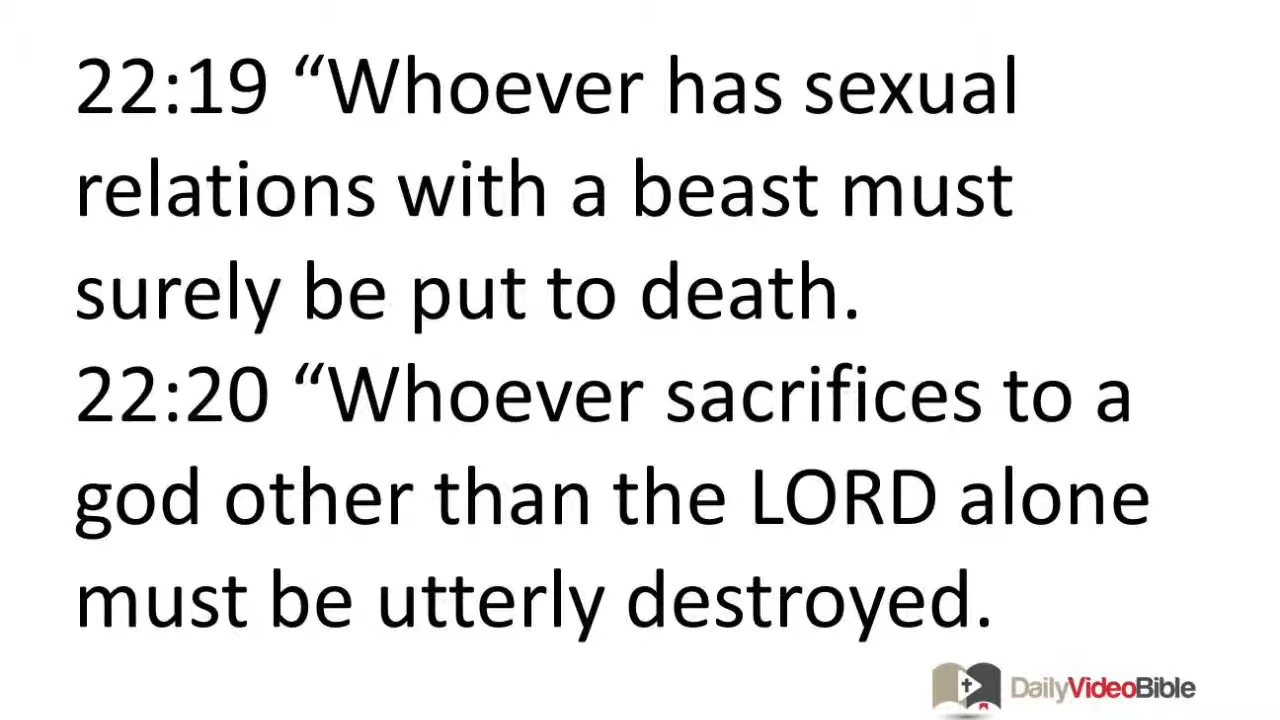 22:19 “Whoever has sexual
relations with a beast must
surely be put to death.
22:20 “Whoever sacrifices to a
god other than the LORD alone
must be utterly destroyed.
DailyVideoBible